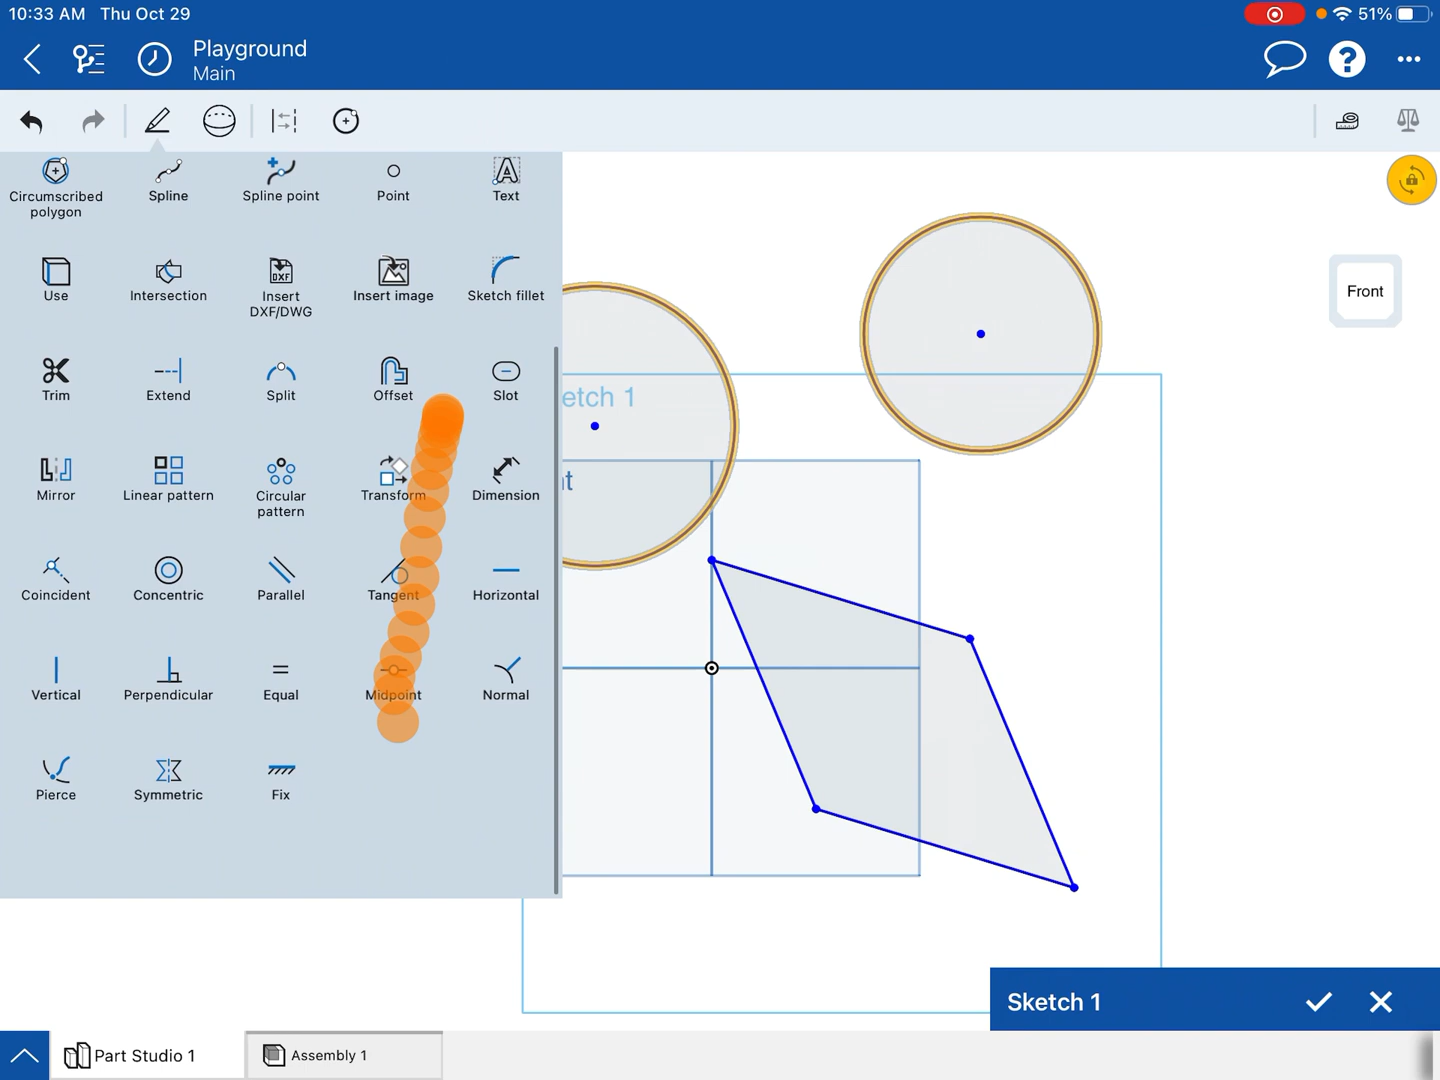 10:33 AM Thu Oct 29
51%
Playground
Main
Circumscribed polygon
Spline
Spline point
Point
Text
Use
Intersection
Insert DXF/DWG
Insert image
Sketch fillet
Trim
Extend
Split
Offset
Slot
Mirror
Linear pattern
Circular pattern
Transform
Dimension
Coincident
Concentric
Parallel
Tangent
Horizontal
Vertical
Perpendicular
Equal
Midpoint
Normal
Pierce
Symmetric
Fix
etch 1
nt
Front
Sketch 1
Part Studio 1
Assembly 1